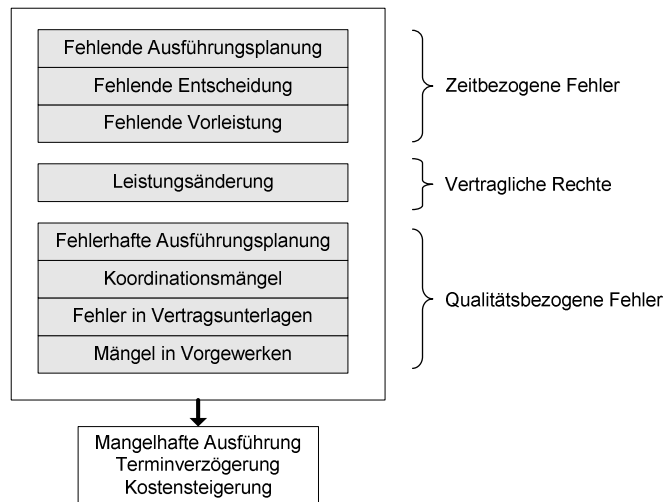 Fehlende Ausführungsplanung
Fehlende Entscheidung
Fehlende Vorleistung
Zeitbezogene Fehler
Leistungsänderung
Vertragliche Rechte
Fehlerhafte Ausführungsplanung
Koordinationsmängel
Fehler in Vertragsunterlagen
Mängel in Vorgewerken
Qualitätsbezogene Fehler
Mangelhafte Ausführung
Terminverzögerung
Kostensteigerung